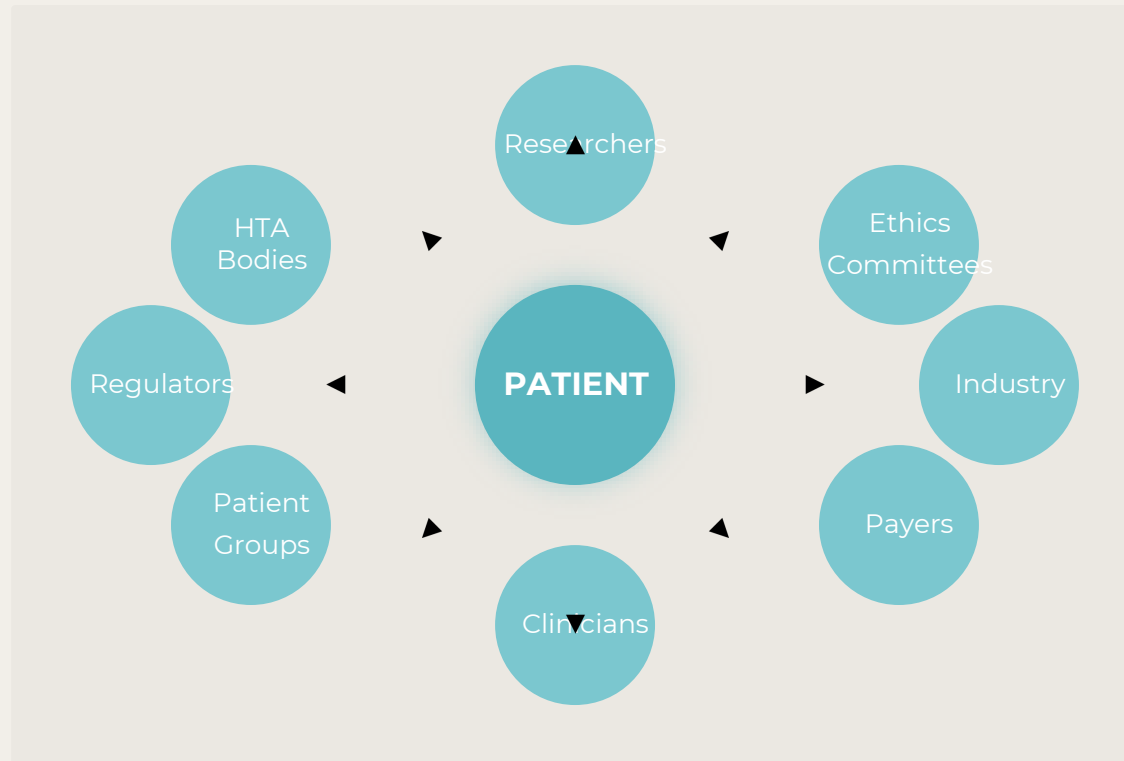 Researchers
HTA
Bodies
Ethics
Committees
Regulators
PATIENT
Industry
Patient
Groups
Payers
Clinicians